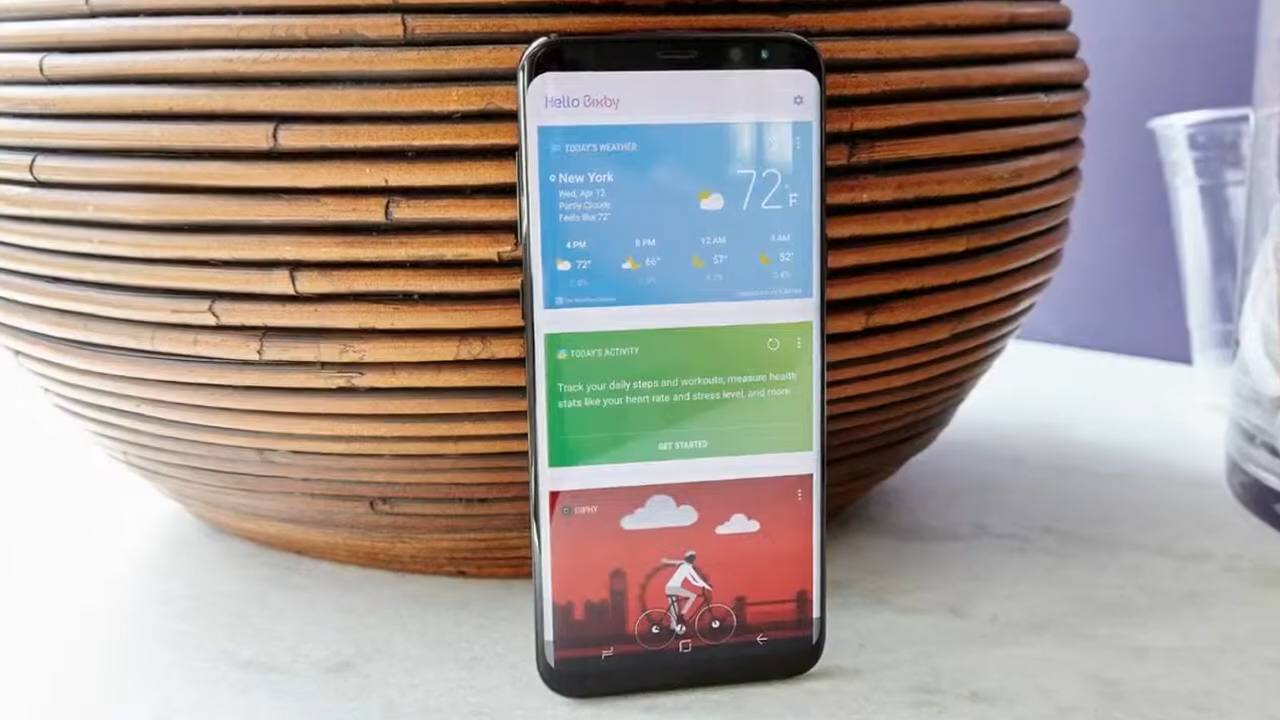 Hello Bixby
TODAY'S WEATHER
New York
Wed, Apr 12
Partly Cloudy
Feels like 72°
72°F
4 PM 8 PM 12 AM 4 AM
72° 66° 57° 52°
TODAY'S ACTIVITY
Track your daily steps and workouts, measure health
stats like your heart rate and stress level, and more
GET STARTED
GIPHY